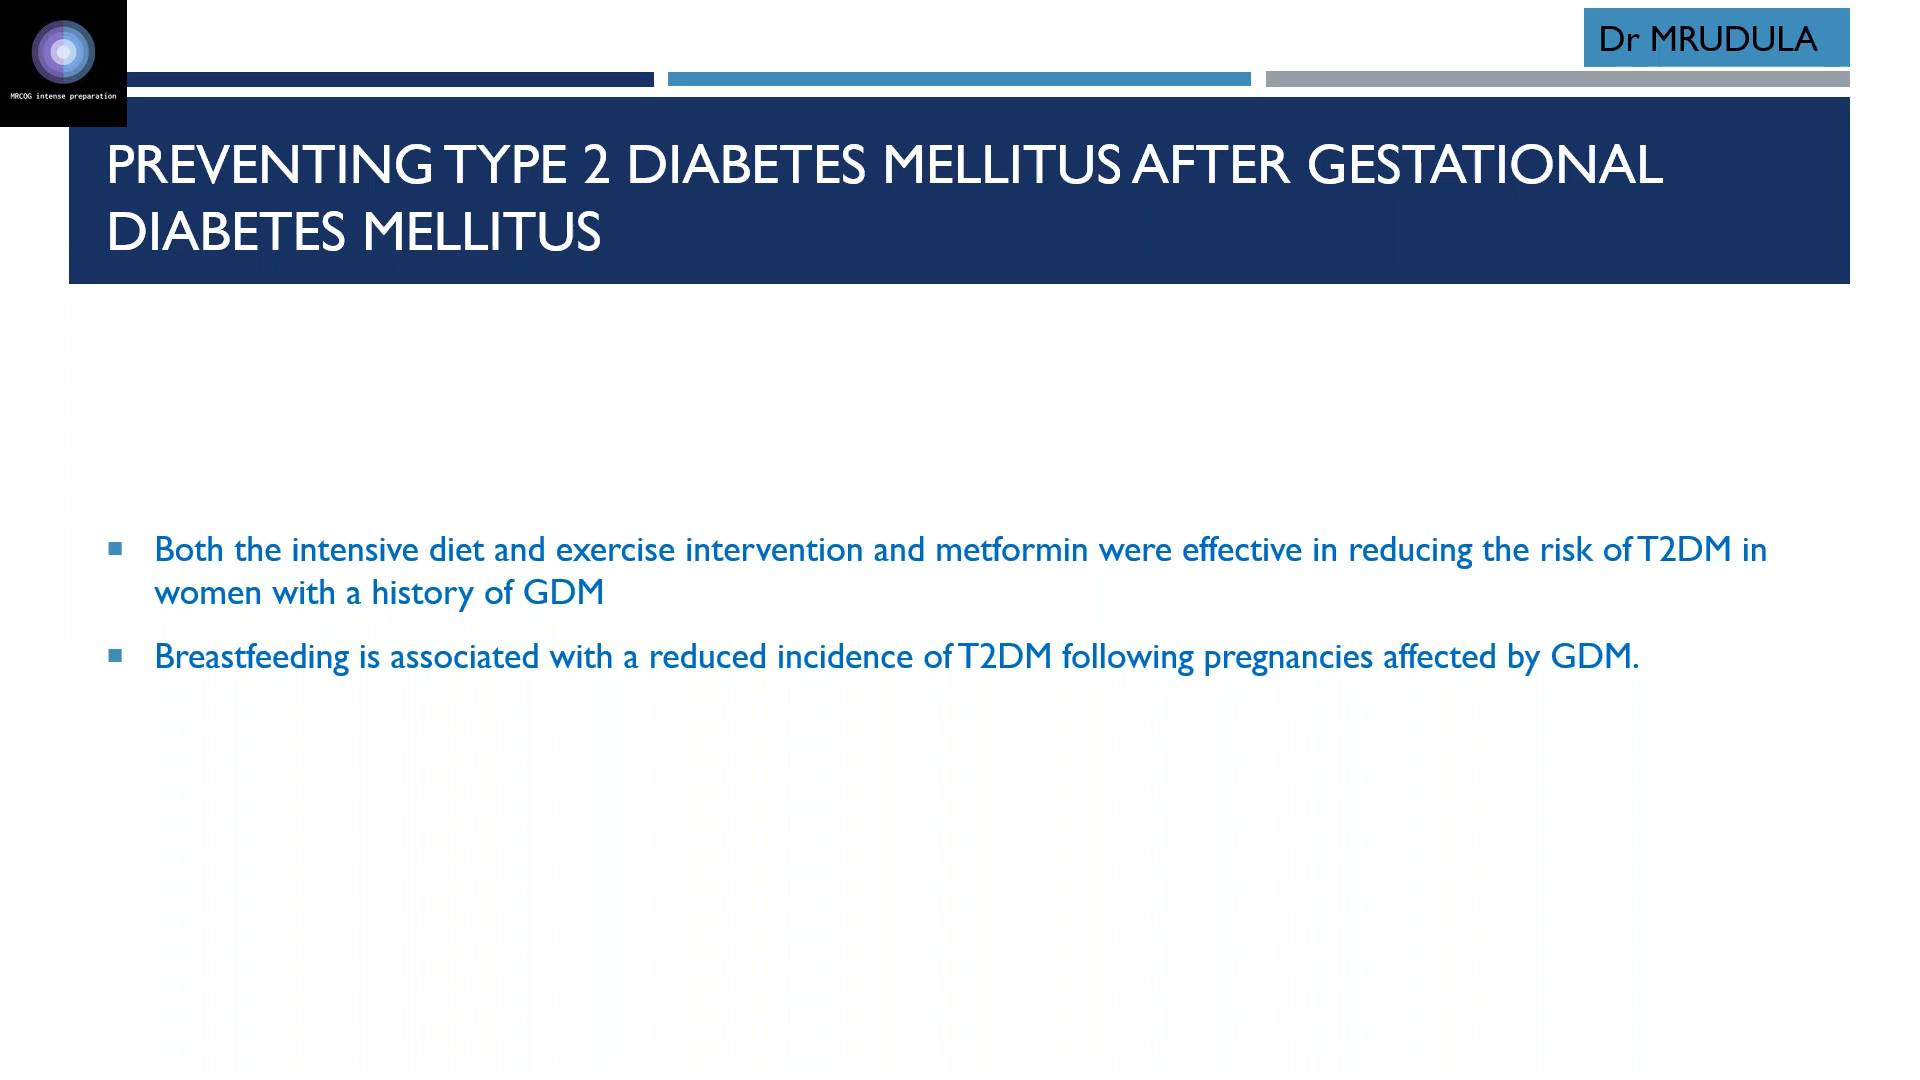 Dr MRUDULA
MRCOG intense preparation
PREVENTING TYPE 2 DIABETES MELLITUS AFTER GESTATIONAL
DIABETES MELLITUS
Both the intensive diet and exercise intervention and metformin were effective in reducing the risk of T2DM in
women with a history of GDM
Breastfeeding is associated with a reduced incidence of T2DM following pregnancies affected by GDM.